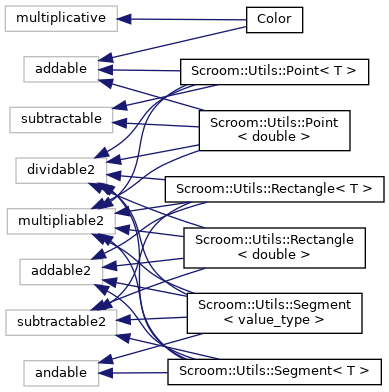 multiplicative
Color
addable
Scroom::Utils::Point< T >
subtractable
Scroom::Utils::Point
< double >
dividable2
Scroom::Utils::Rectangle< T >
multipliable2
Scroom::Utils::Rectangle
< double >
addable2
Scroom::Utils::Segment
< value_type >
subtractable2
andable
Scroom::Utils::Segment< T >